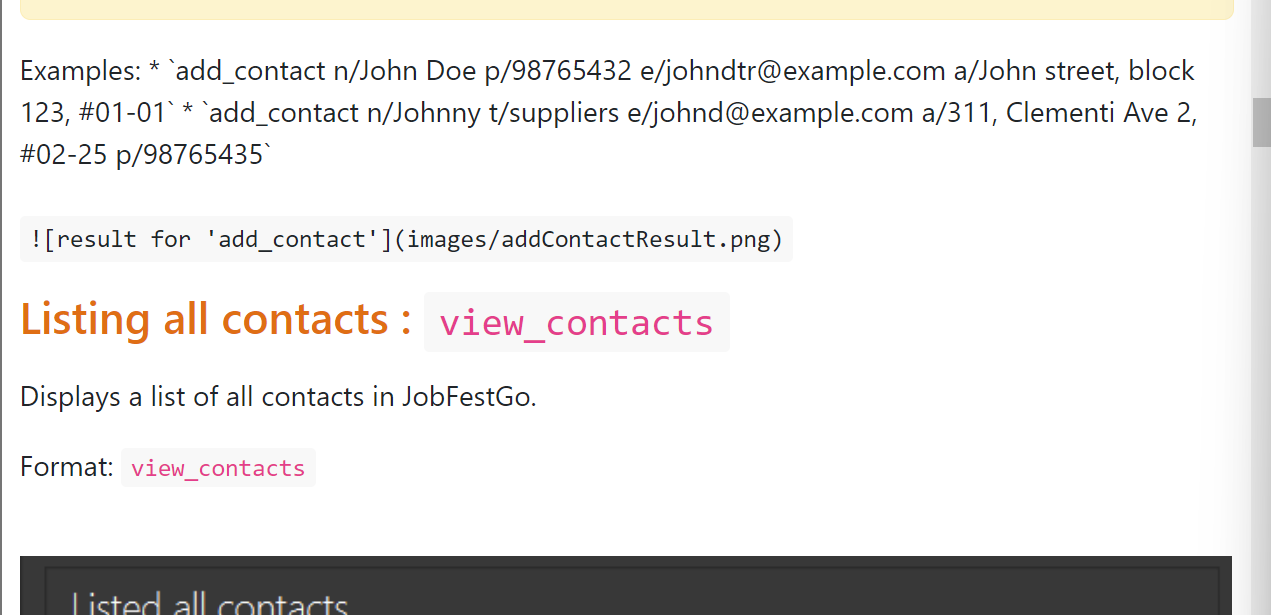 Examples: * `add_contact n/John Doe p/98765432 e/johndtr@example.com a/John street, block
123, #01-01` * `add_contact n/Johnny t/suppliers e/johnd@example.com a/311, Clementi Ave 2,
#02-25 p/98765435`
![result for 'add_contact'](images/addContactResult.png)
Listing all contacts : view_contacts
Displays a list of all contacts in JobFestGo.
Format: view_contacts
Listed all contacts